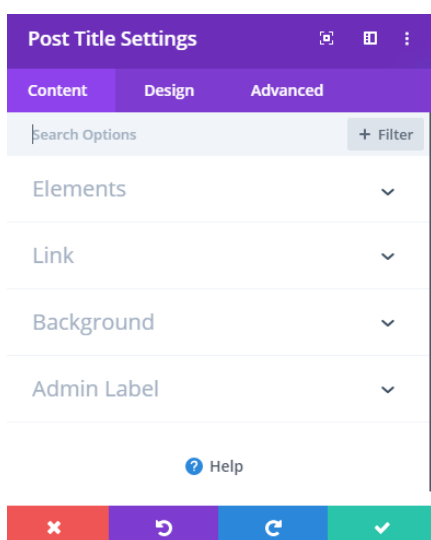 Post Title Settings
Content Design Advanced
Search Options + Filter
Elements
Link
Background
Admin Label
? Help